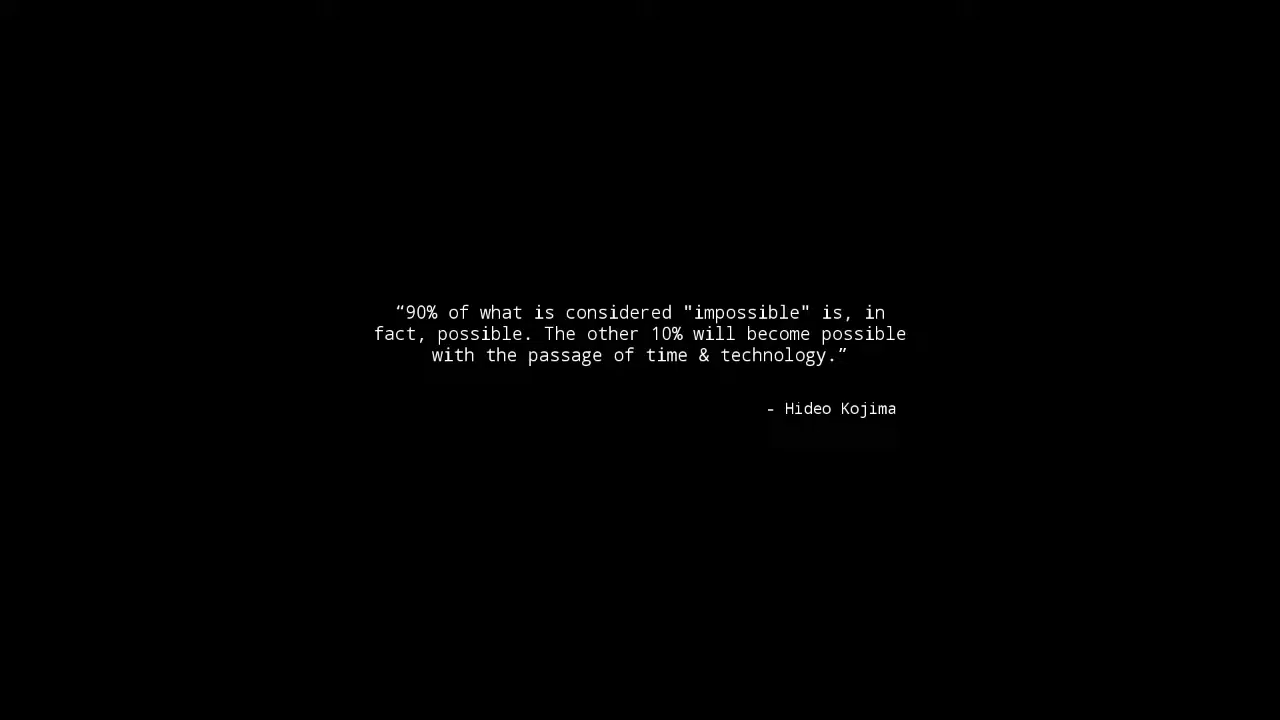 “90% of what is considered "impossible" is, in
fact, possible. The other 10% will become possible
with the passage of time & technology.”
- Hideo Kojima